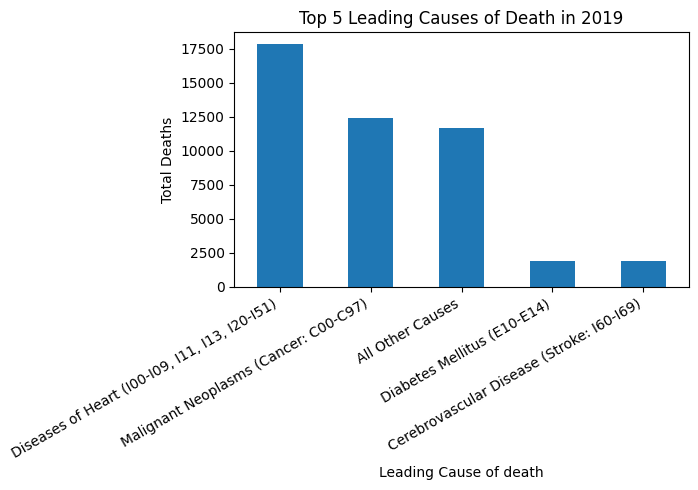 Top 5 Leading Causes of Death in 2019
Total Deaths
17500
15000
12500
10000
7500
5000
2500
0
Diseases of Heart (I00-I09, I11, I13, I20-I51)
Malignant Neoplasms (Cancer: C00-C97)
All Other Causes
Diabetes Mellitus (E10-E14)
Cerebrovascular Disease (Stroke: I60-I69)
Leading Cause of death